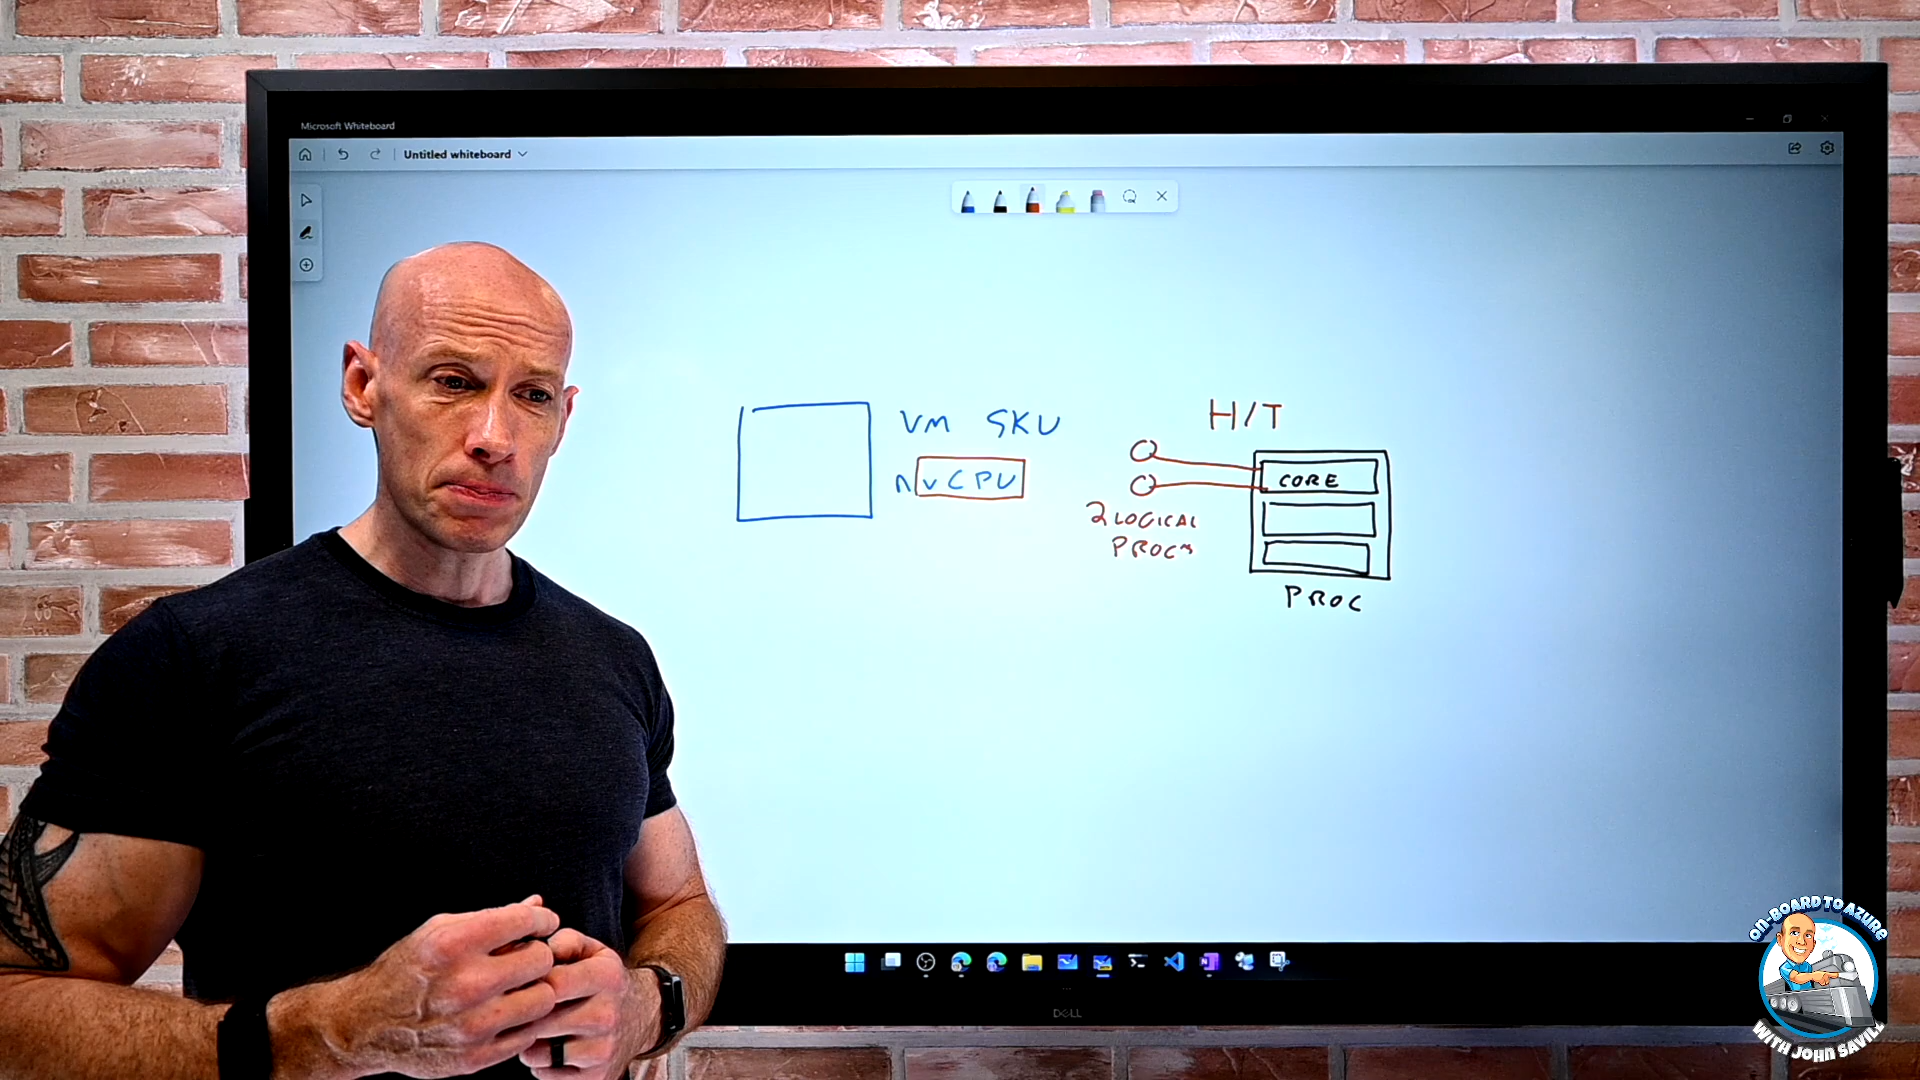 Microsoft Whiteboard
Untitled whiteboard
VM SKU
n vCPU
H/T
CORE
2 LOGICAL
PROCs
PROC
DELL
ON-BOARD TO AZURE
WITH JOHN SAVILL